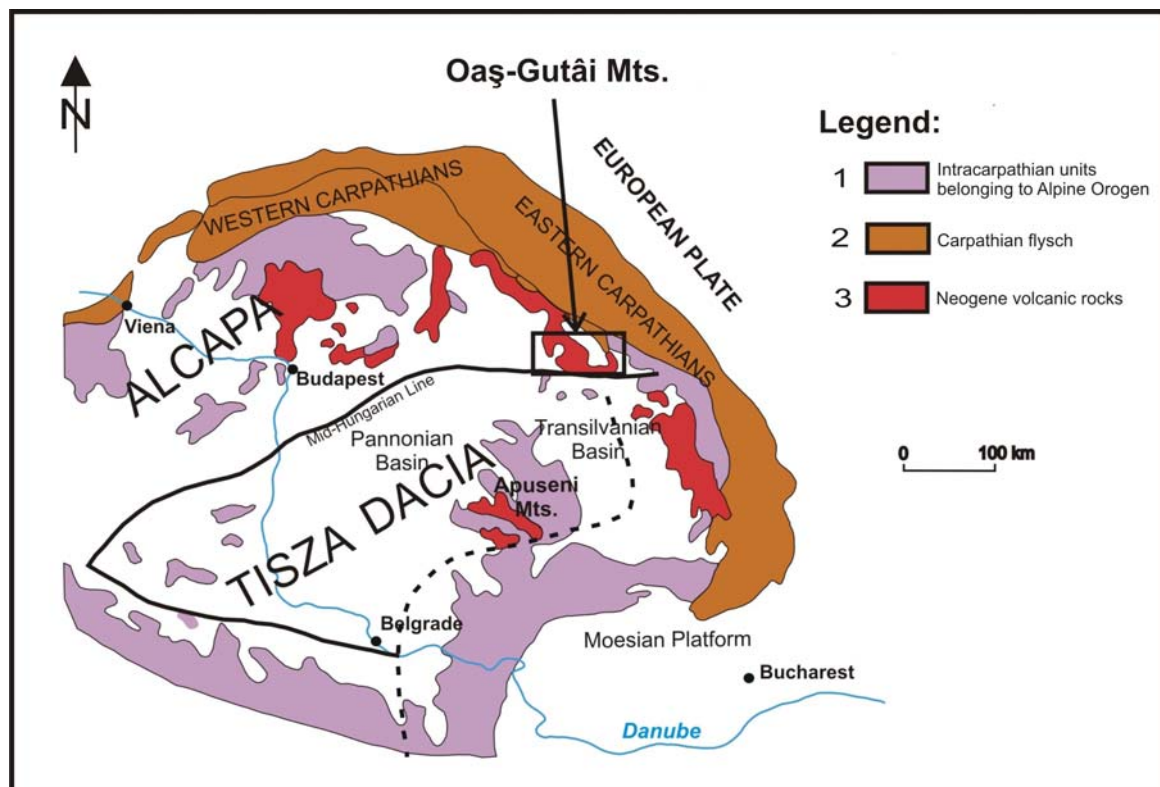 Oaş-Gutâi Mts.
N
Legend:
1
Intracarpathian units
belonging to Alpine Orogen
2
Carpathian flysch
3
Neogene volcanic rocks
WESTERN CARPATHIANS
EASTERN CARPATHIANS
EUROPEAN PLATE
ALCAPA
Viena
Budapest
Mid-Hungarian Line
Pannonian
Basin
Transilvanian
Basin
0
100 km
Apuseni
Mts.
TISZA DACIA
Belgrade
Moesian Platform
Bucharest
Danube